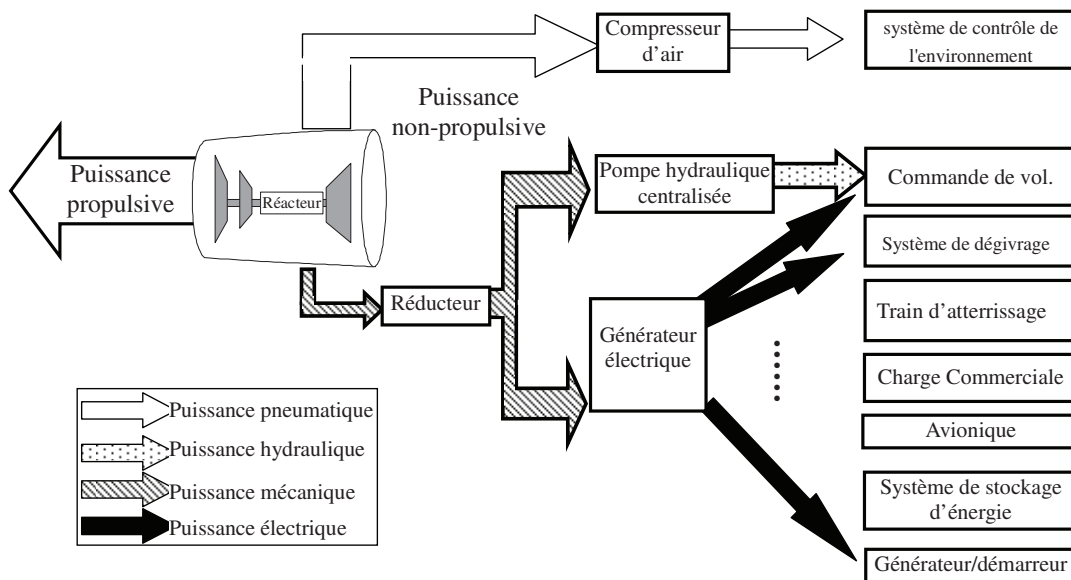 Compresseur
d’air
système de contrôle de
l'environnement
Puissance
non-propulsive
Puissance
propulsive
Réacteur
Pompe hydraulique
centralisée
Commande de vol.
Système de dégivrage
Réducteur
Générateur
électrique
Train d’atterrissage
Charge Commerciale
Avionique
Système de stockage
d’énergie
Générateur/démarreur
Puissance pneumatique
Puissance hydraulique
Puissance mécanique
Puissance électrique